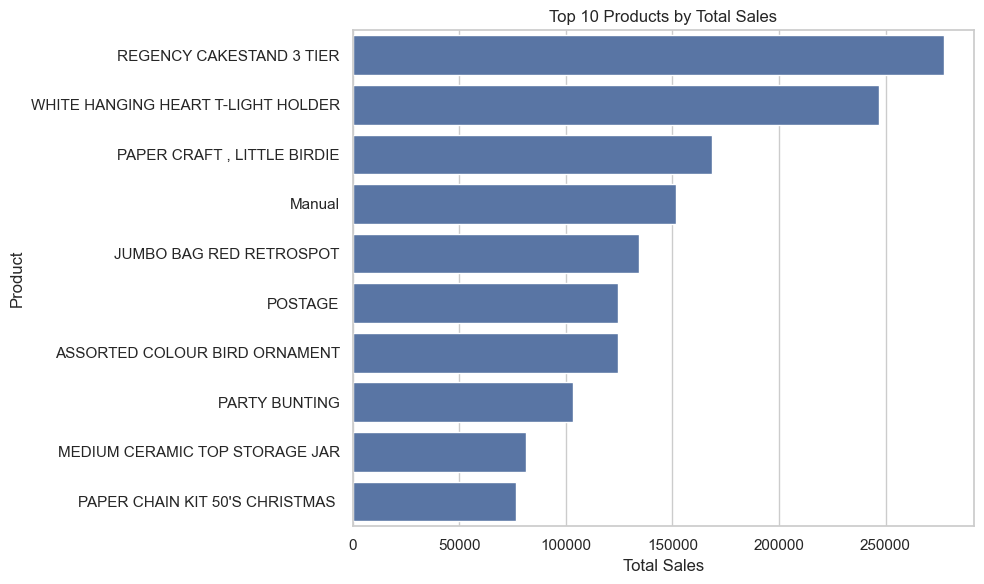 Top 10 Products by Total Sales
REGENCY CAKESTAND 3 TIER
WHITE HANGING HEART T-LIGHT HOLDER
PAPER CRAFT , LITTLE BIRDIE
Manual
JUMBO BAG RED RETROSPOT
POSTAGE
ASSORTED COLOUR BIRD ORNAMENT
PARTY BUNTING
MEDIUM CERAMIC TOP STORAGE JAR
PAPER CHAIN KIT 50'S CHRISTMAS
Product
0 50000 100000 150000 200000 250000
Total Sales